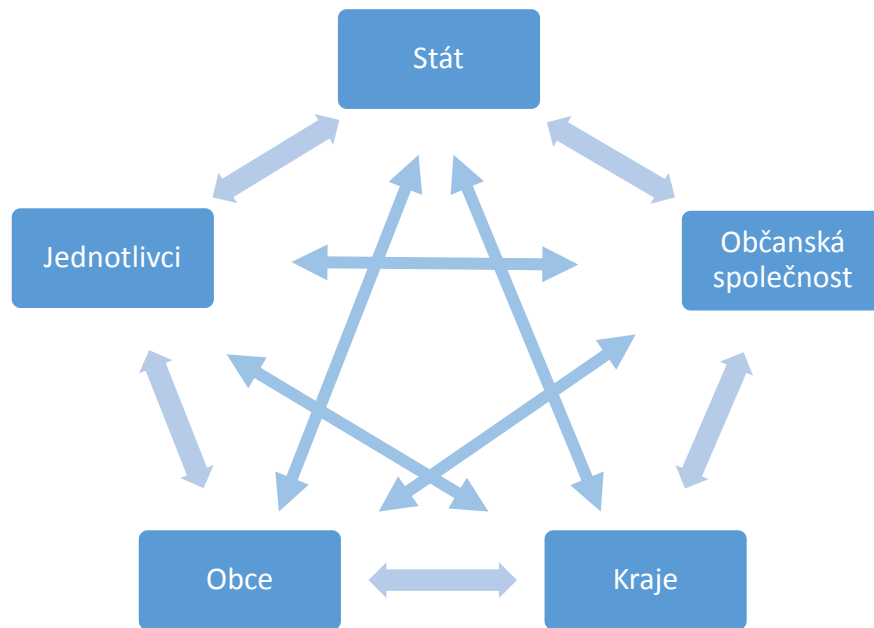 Stát
Jednotlivci
Občanská
společnost
Obce
Kraje